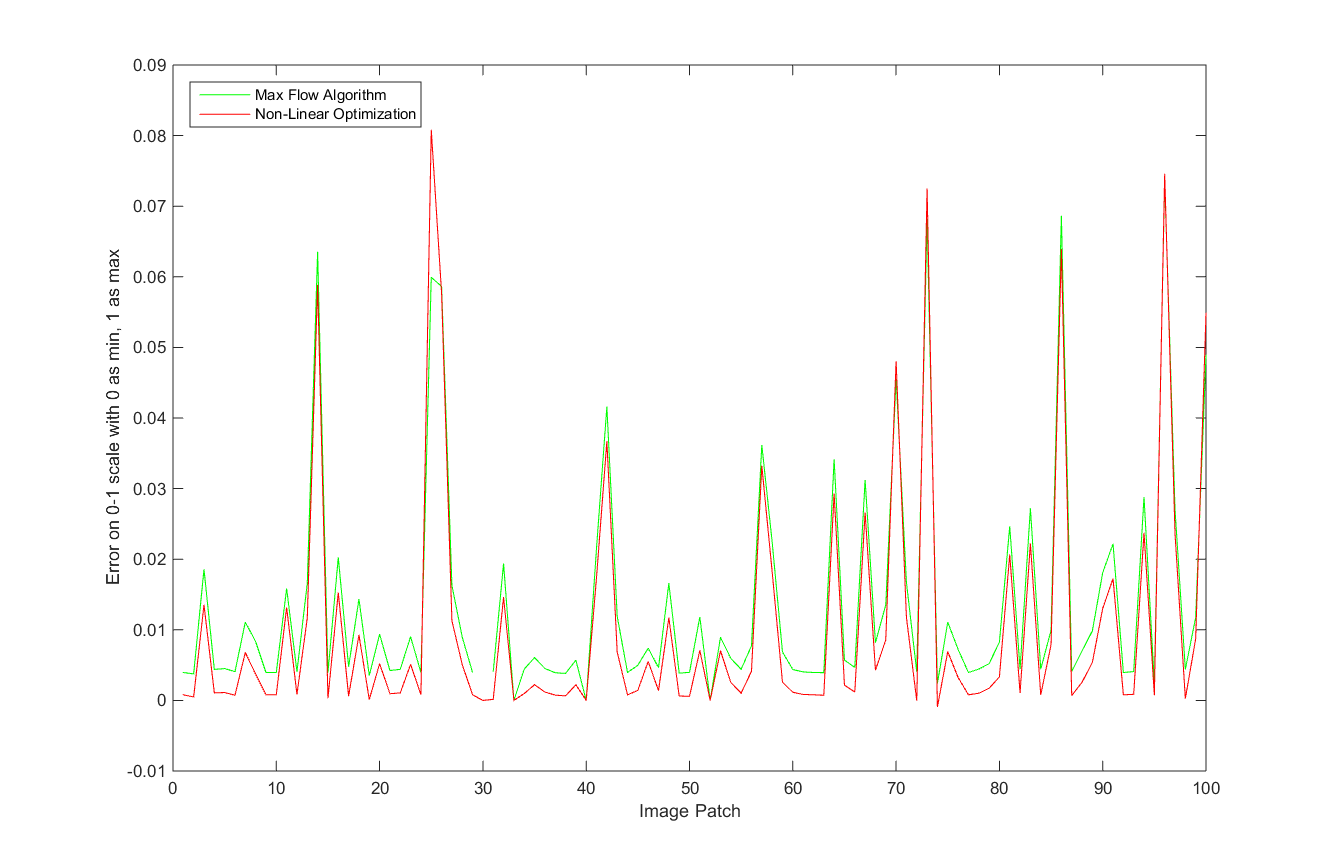 Max Flow Algorithm
Non-Linear Optimization
0.09
0.08
0.07
0.06
0.05
0.04
0.03
0.02
0.01
0
-0.01
Error on 0-1 scale with 0 as min, 1 as max
0 10 20 30 40 50 60 70 80 90 100
Image Patch